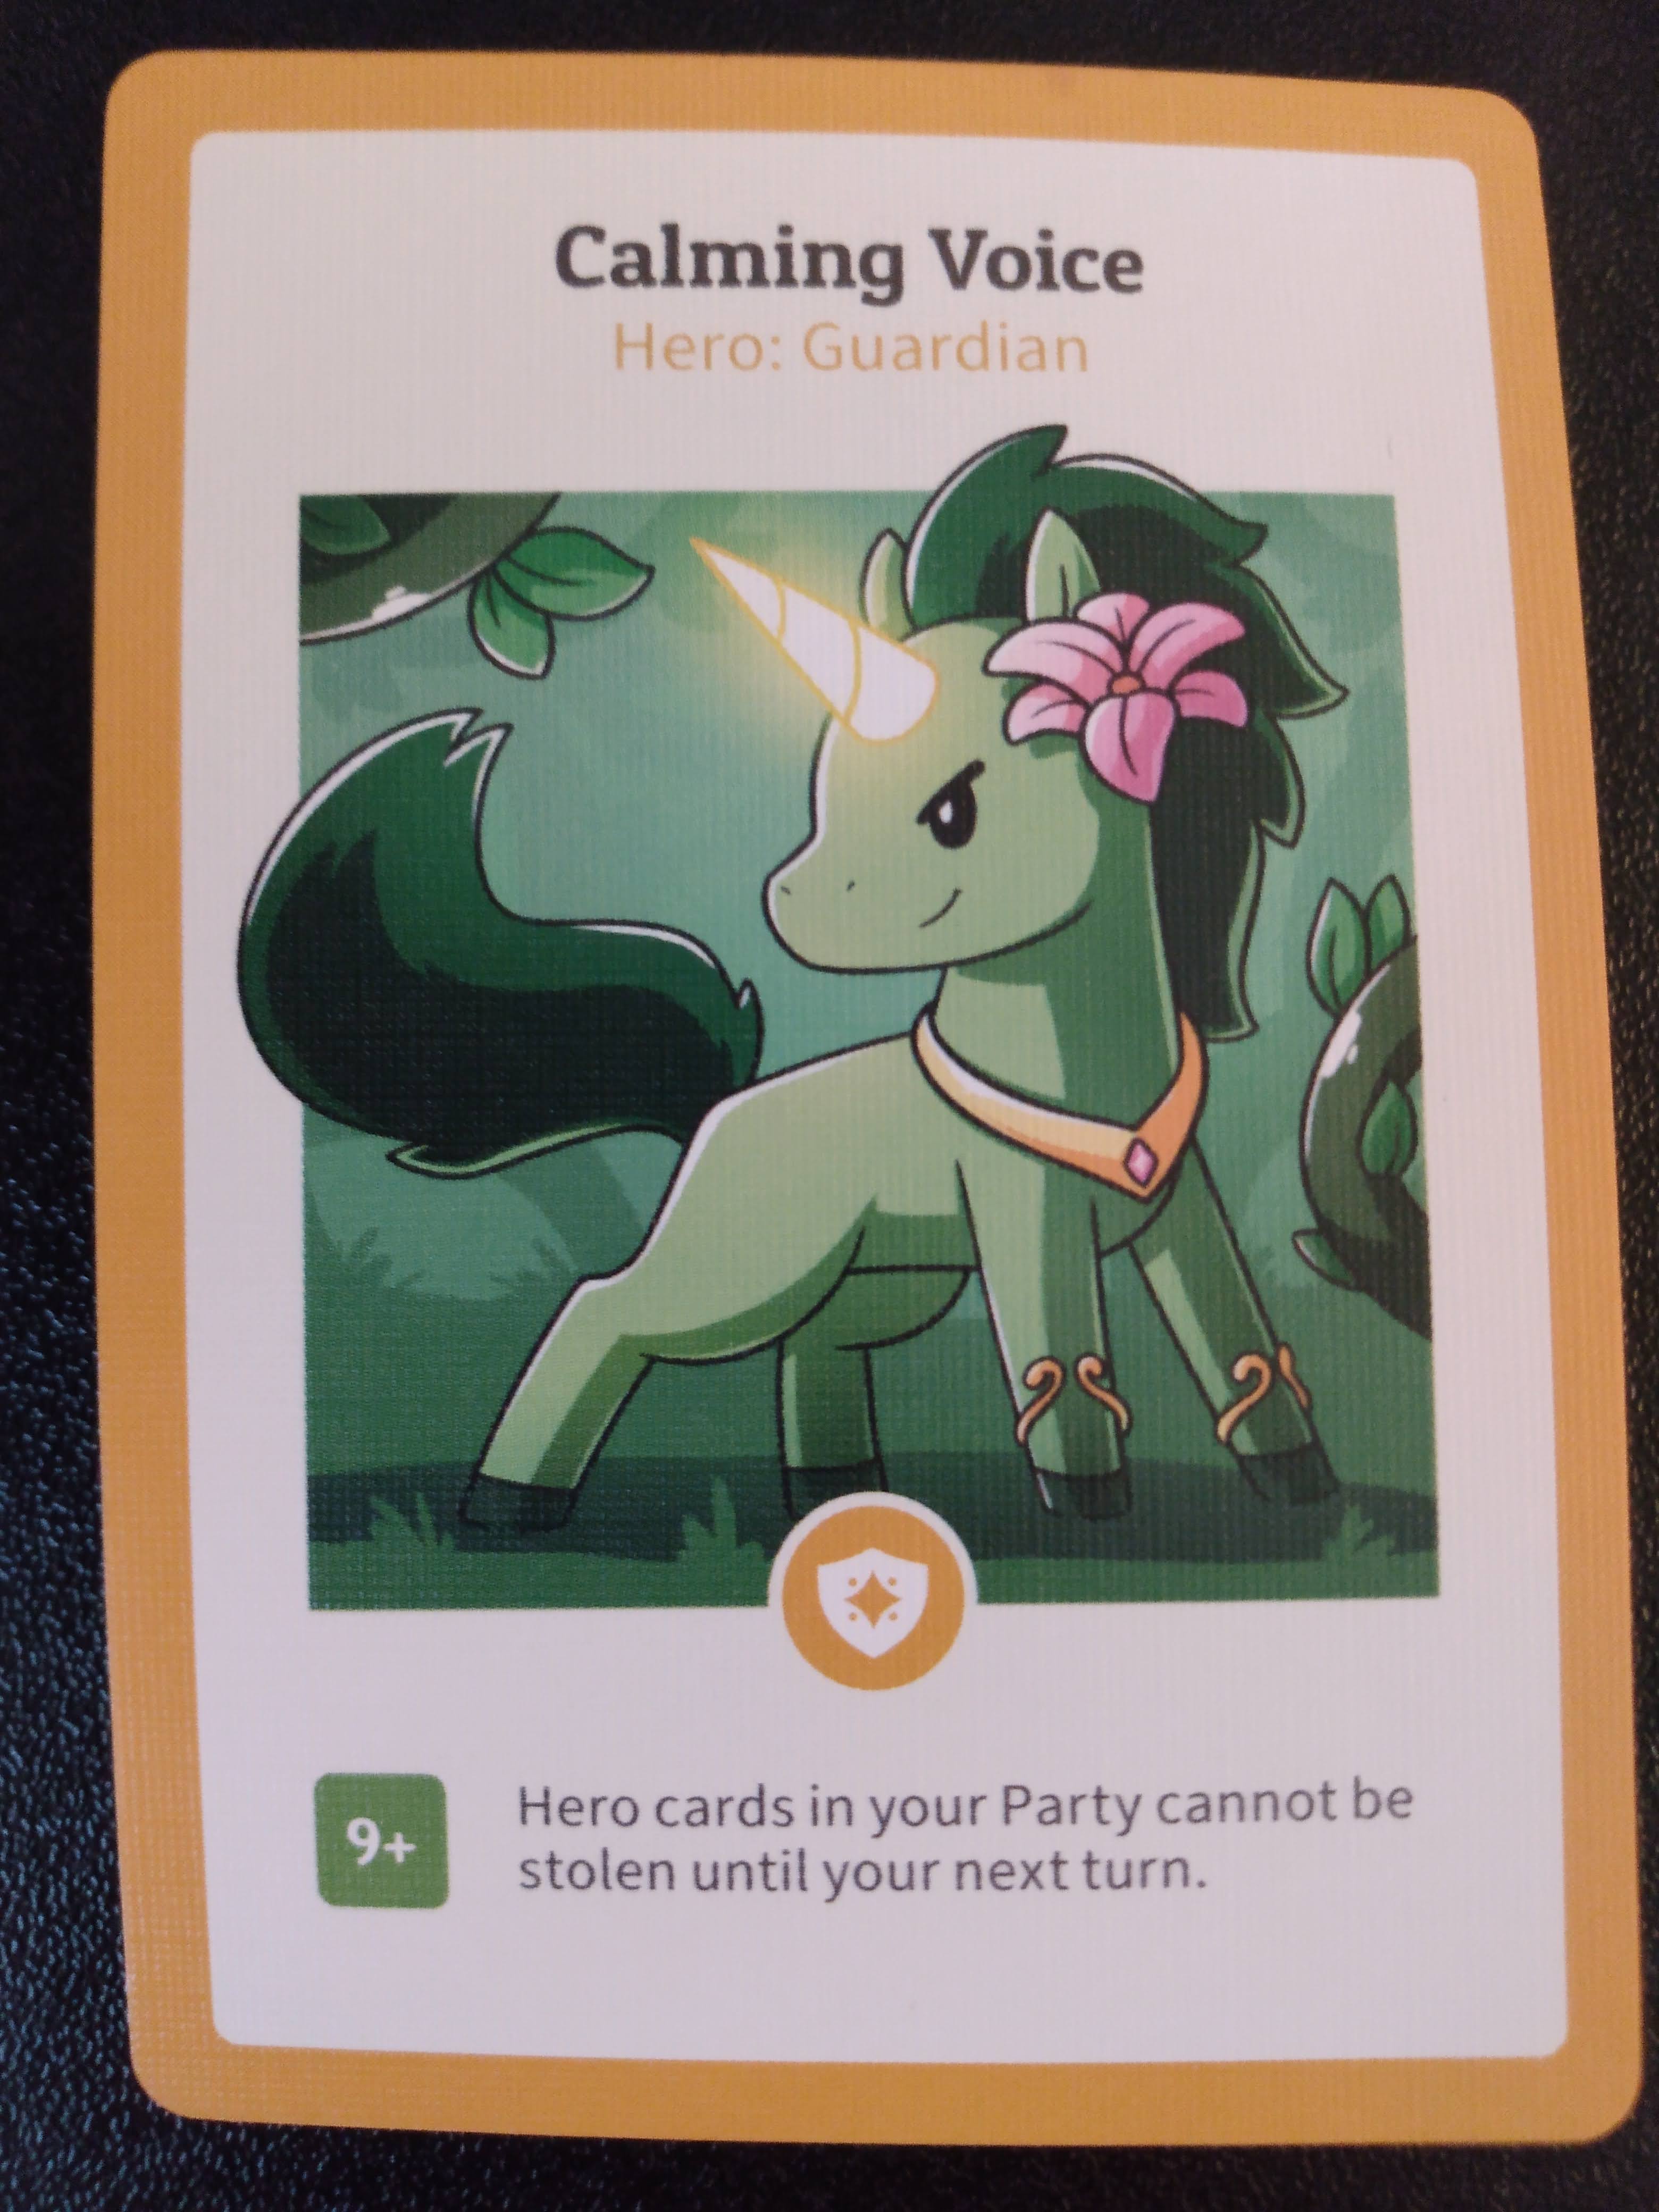 Calming Voice
Hero: Guardian
9+
Hero cards in your Party cannot be
stolen until your next turn.